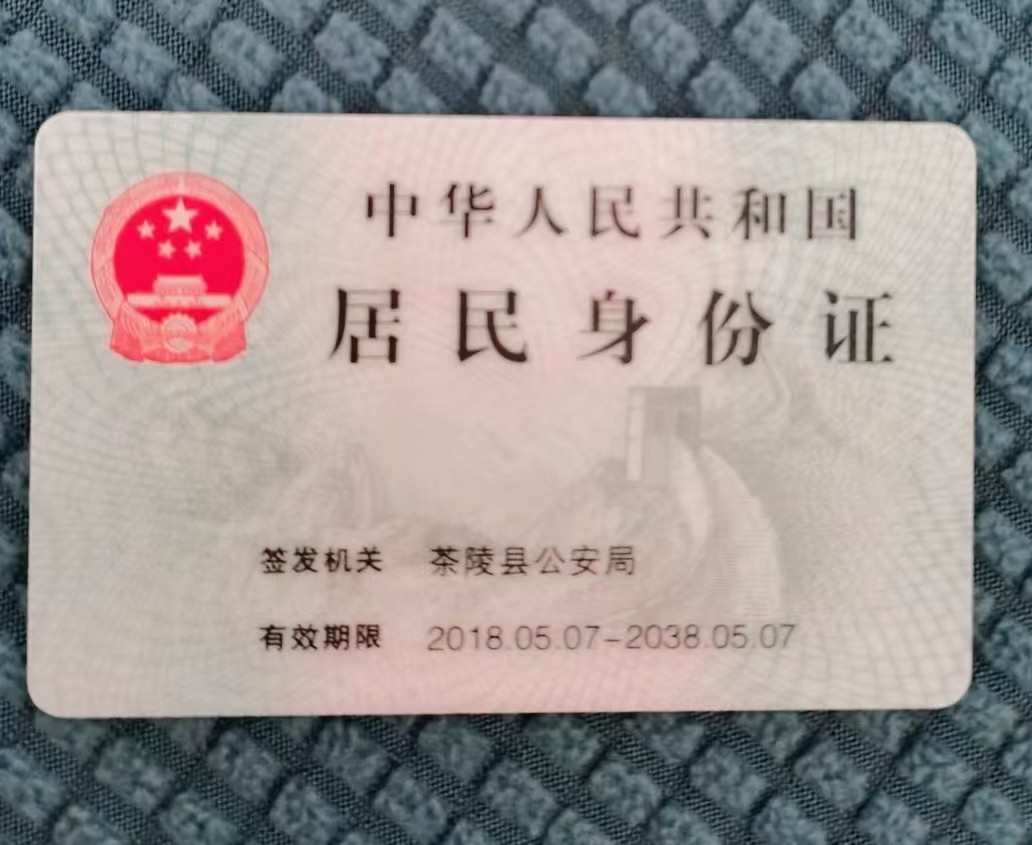 中华人民共和国
居民身份证
签发机关 茶陵县公安局
有效期限 2018.05.07-2038.05.07